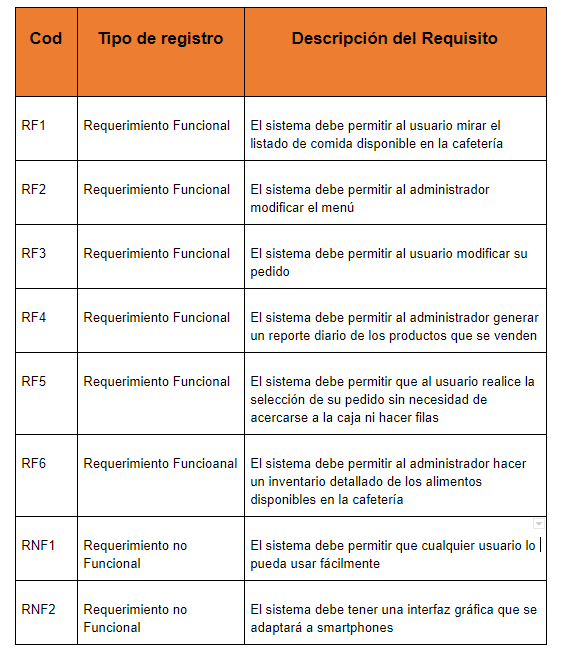 Cod Tipo de registro Descripción del Requisito
RF1 Requerimiento Funcional El sistema debe permitir al usuario mirar el
listado de comida disponible en la cafetería
RF2 Requerimiento Funcional El sistema debe permitir al administrador
modificar el menú
RF3 Requerimiento Funcional El sistema debe permitir al usuario modificar su
pedido
RF4 Requerimiento Funcional El sistema debe permitir al administrador generar
un reporte diario de los productos que se venden
RF5 Requerimiento Funcional El sistema debe permitir que al usuario realice la
selección de su pedido sin necesidad de
acercarse a la caja ni hacer filas
RF6 Requerimiento Funcioanal El sistema debe permitir al administrador hacer
un inventario detallado de los alimentos
disponibles en la cafetería
RNF1 Requerimiento no El sistema debe permitir que cualquier usuario lo
Funcional pueda usar fácilmente
RNF2 Requerimiento no El sistema debe tener una interfaz gráfica que se
Funcional adaptará a smartphones